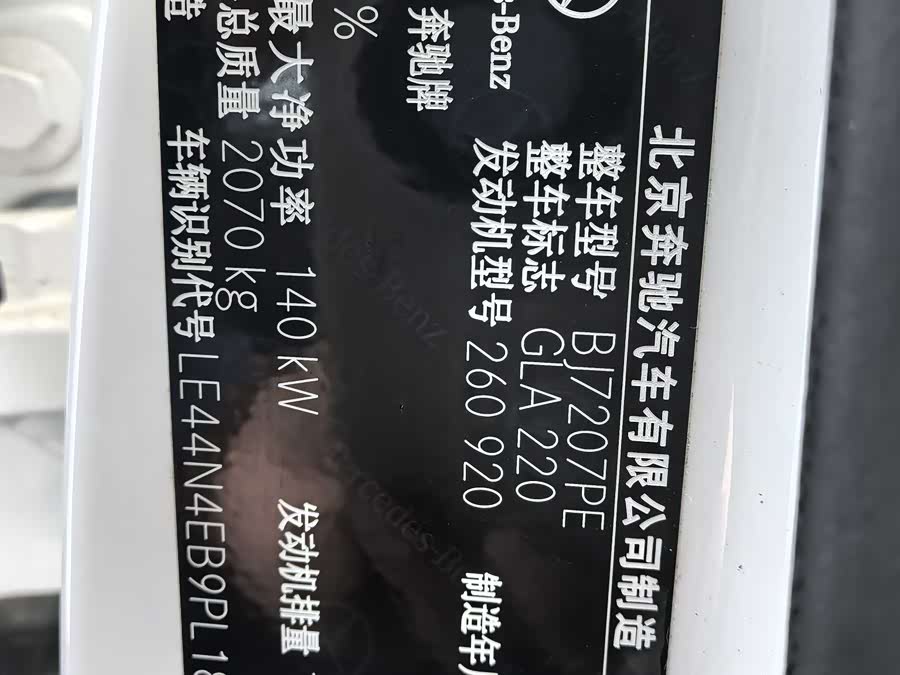 北京奔驰汽车有限公司制造
整车型号 BJ7207PE
整车标志 GLA 220
-Benz 发动机型号 260 920 制造年
奔驰牌
%
最大净功率 140 kW 发动机排量
总质量 2070 kg
造 车辆识别代号 LE44N4EB9PL18